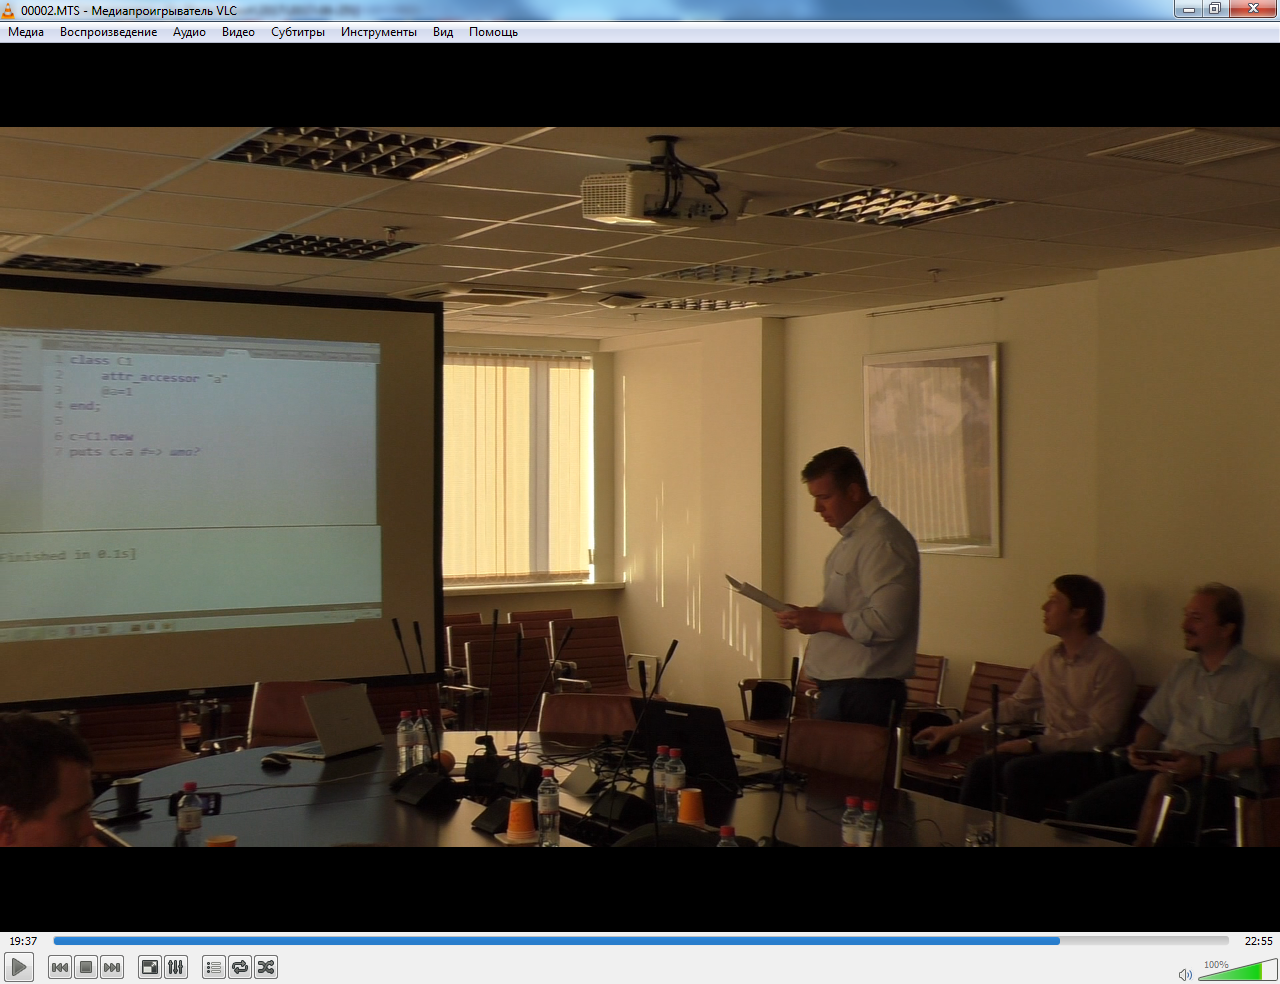 00002.MTS - Медиапроигрыватель VLC
Медиа Воспроизведение Аудио Видео Субтитры Инструменты Вид Помощь
1 class C1
2 attr_accessor "a"
3 @a=1
4 end;
5
6 c=C1.new
7 puts c.a #=>
Finished in 0.1s]
19:37
22:55
100%